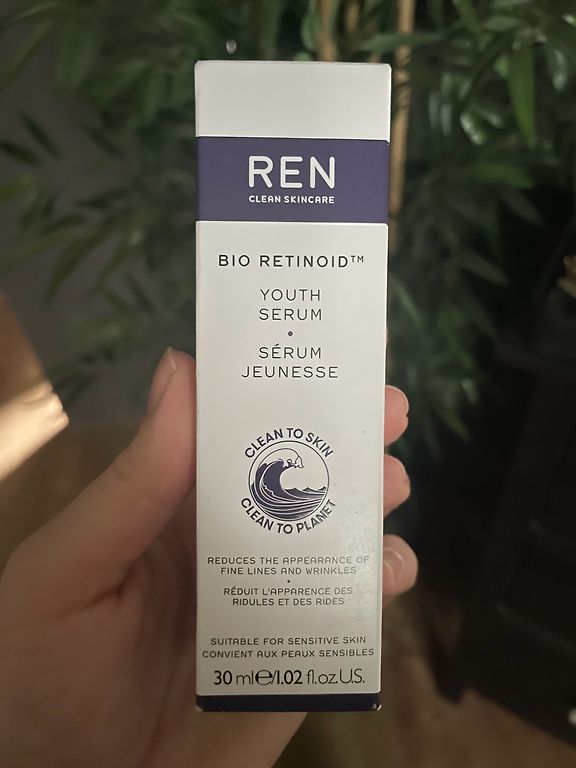 REN
CLEAN SKINCARE
BIO RETINOID™
YOUTH
SERUM
•
SÉRUM
JEUNESSE
CLEAN TO SKIN
CLEAN TO PLANET
REDUCES THE APPEARANCE OF
FINE LINES AND WRINKLES
•
RÉDUIT L'APPARENCE DES
RIDULES ET DES RIDES
SUITABLE FOR SENSITIVE SKIN
CONVIENT AUX PEAUX SENSIBLES
30 ml℮/1.02 fl.oz.U.S.